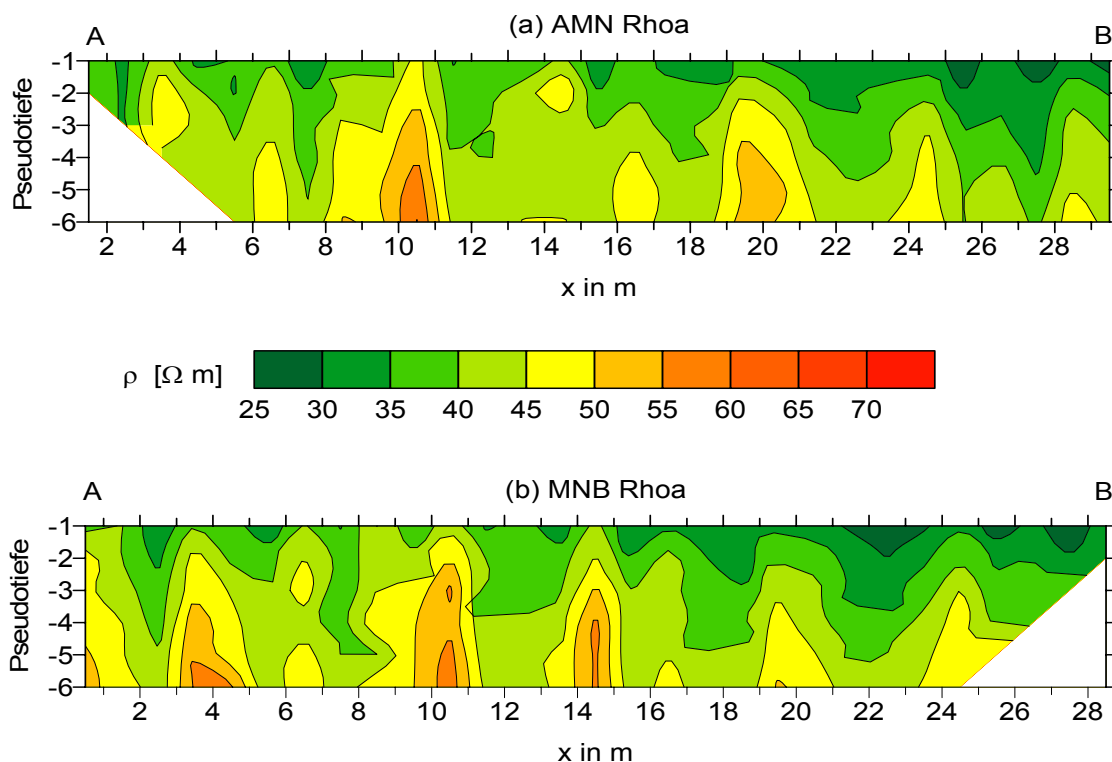 (a) AMN Rhoa
A
B
Pseudotiefe
-1
-2
-3
-4
-5
-6
2 4 6 8 10 12 14 16 18 20 22 24 26 28
x in m
ρ [Ω m]
25 30 35 40 45 50 55 60 65 70
(b) MNB Rhoa
A
B
Pseudotiefe
-1
-2
-3
-4
-5
-6
2 4 6 8 10 12 14 16 18 20 22 24 26 28
x in m